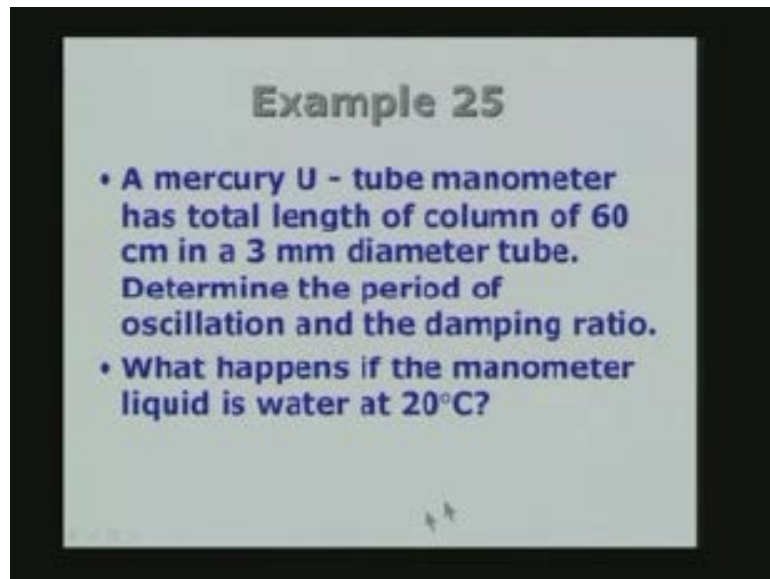 Example 25
• A mercury U - tube manometer
has total length of column of 60
cm in a 3 mm diameter tube.
Determine the period of
oscillation and the damping ratio.
• What happens if the manometer
liquid is water at 20°C?